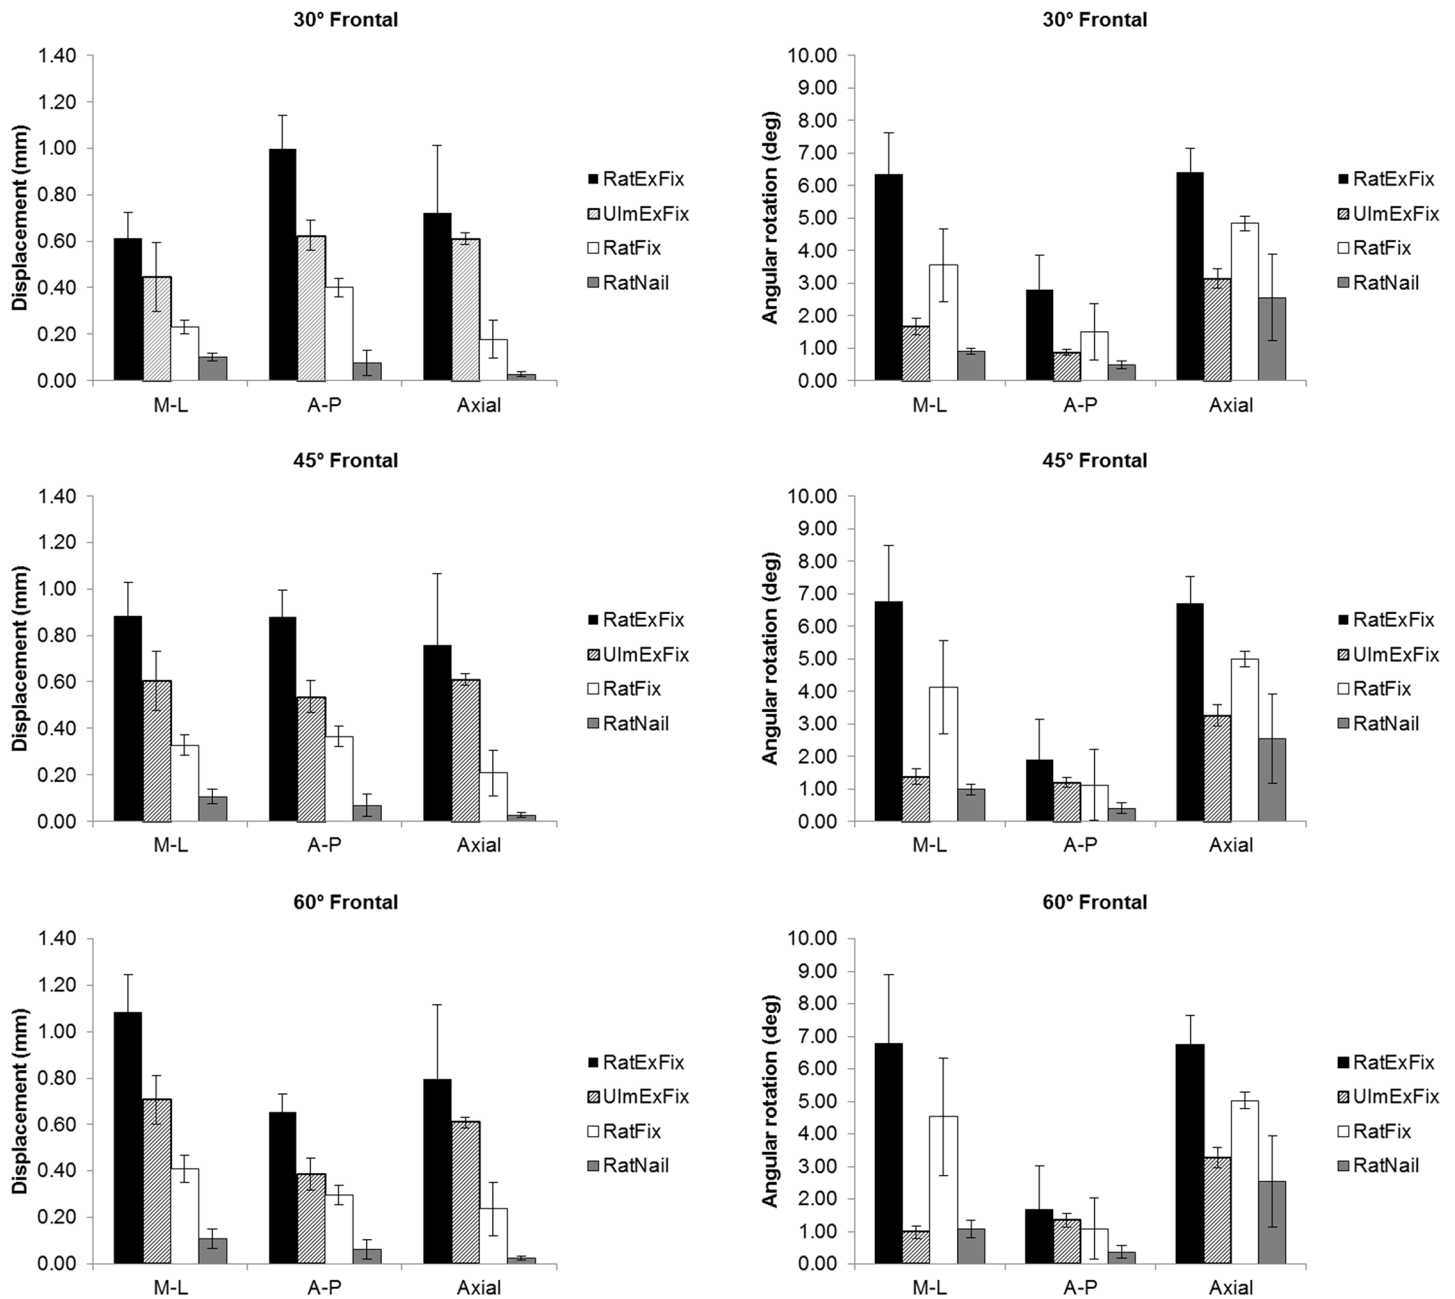 30° Frontal
Displacement (mm)
1.40
1.20
1.00
0.80
0.60
0.40
0.20
0.00
M-L A-P Axial
RatExFix
UlmExFix
RatFix
RatNail
30° Frontal
Angular rotation (deg)
10.00
9.00
8.00
7.00
6.00
5.00
4.00
3.00
2.00
1.00
0.00
M-L A-P Axial
RatExFix
UlmExFix
RatFix
RatNail
45° Frontal
Displacement (mm)
1.40
1.20
1.00
0.80
0.60
0.40
0.20
0.00
M-L A-P Axial
RatExFix
UlmExFix
RatFix
RatNail
45° Frontal
Angular rotation (deg)
10.00
9.00
8.00
7.00
6.00
5.00
4.00
3.00
2.00
1.00
0.00
M-L A-P Axial
RatExFix
UlmExFix
RatFix
RatNail
60° Frontal
Displacement (mm)
1.40
1.20
1.00
0.80
0.60
0.40
0.20
0.00
M-L A-P Axial
RatExFix
UlmExFix
RatFix
RatNail
60° Frontal
Angular rotation (deg)
10.00
9.00
8.00
7.00
6.00
5.00
4.00
3.00
2.00
1.00
0.00
M-L A-P Axial
RatExFix
UlmExFix
RatFix
RatNail